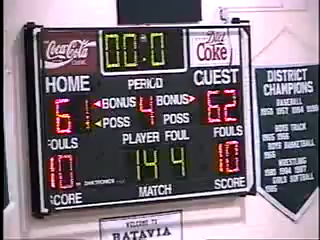 Coca-Cola
00.0
Diet
Coke
HOME
PERIOD
GUEST
61
BONUS
4
BONUS
62
POSS
POSS
FOULS
PLAYER FOUL
FOULS
10
14 4
10
SCORE
MATCH
SCORE
WELCOME TO
BATAVIA
DISTRICT
CHAMPIONS
BASEBALL
BOYS TRACK
BOYS BASKETBALL
WRESTLING
GIRLS SOFTBALL